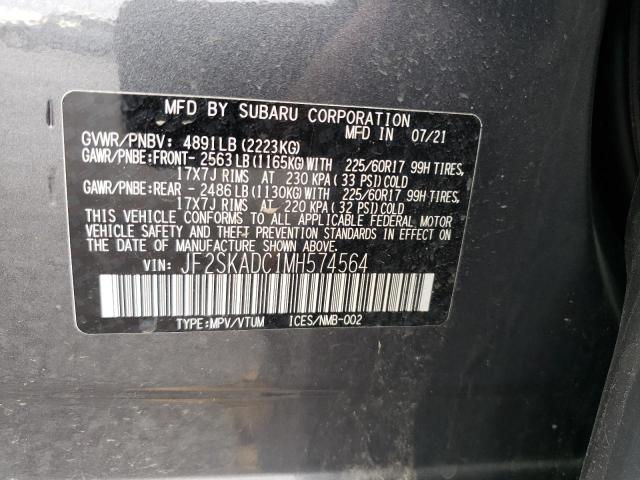 MFD BY SUBARU CORPORATION
GVWR/PNBV: 4891LB (2223KG) MFD IN 07/21
GAWR/PNBE:FRONT- 2563LB (1165KG) WITH 225/60R17 99H TIRES,
17X7J RIMS AT 230 KPA (33 PSI) COLD
GAWR/PNBE:REAR - 2486LB (1130KG) WITH 225/60R17 99H TIRES,
17X7J RIMS AT 220 KPA (32 PSI) COLD
THIS VEHICLE CONFORMS TO ALL APPLICABLE FEDERAL MOTOR
VEHICLE SAFETY AND THEFT PREVENTION STANDARDS IN EFFECT
ON THE DATE OF MANUFACTURE SHOWN ABOVE.
VIN: JF2SKADC1MH574564
TYPE:MPV/VTUM ICES/NMB-002